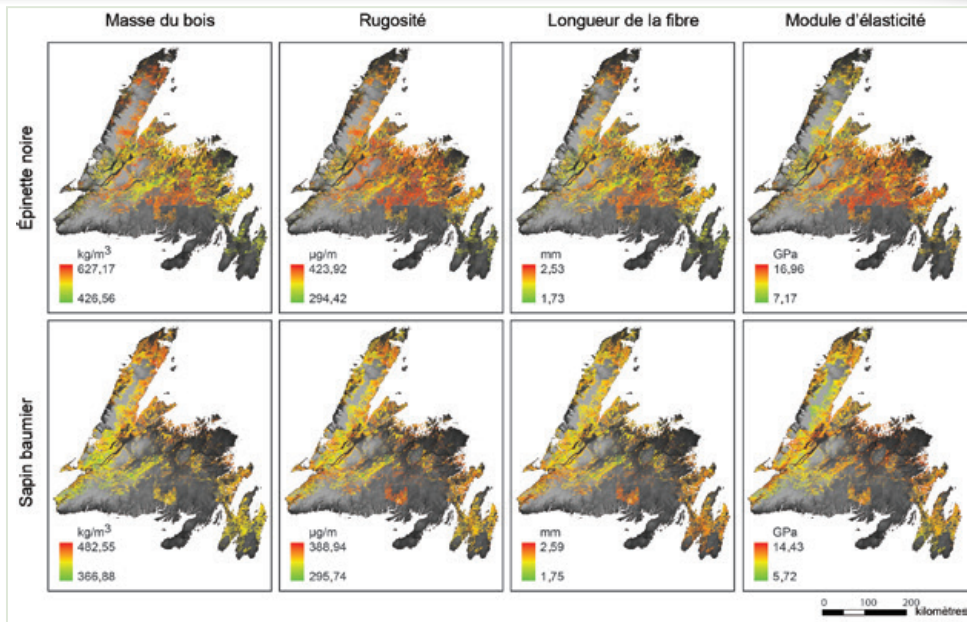 Masse du bois
Rugosité
Longueur de la fibre
Module d'élasticité
Épinette noire
kg/m³
627,17
426,56
µg/m
423,92
294,42
mm
2,53
1,73
GPa
16,96
7,17
Sapin baumier
kg/m³
482,55
366,88
µg/m
388,94
295,74
mm
2,59
1,75
GPa
14,43
5,72
0 100 200
kilomètres